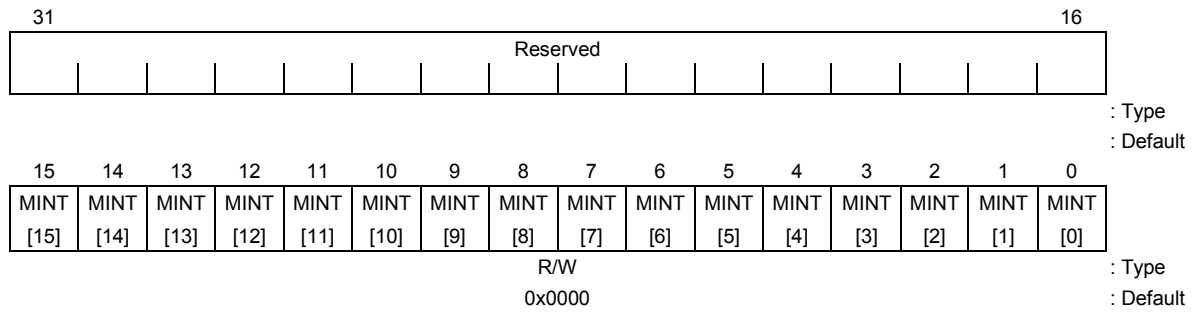 31 16
Reserved
: Type
: Default
15 14 13 12 11 10 9 8 7 6 5 4 3 2 1 0
MINT MINT MINT MINT MINT MINT MINT MINT MINT MINT MINT MINT MINT MINT MINT MINT
[15] [14] [13] [12] [11] [10] [9] [8] [7] [6] [5] [4] [3] [2] [1] [0]
R/W : Type
0x0000 : Default